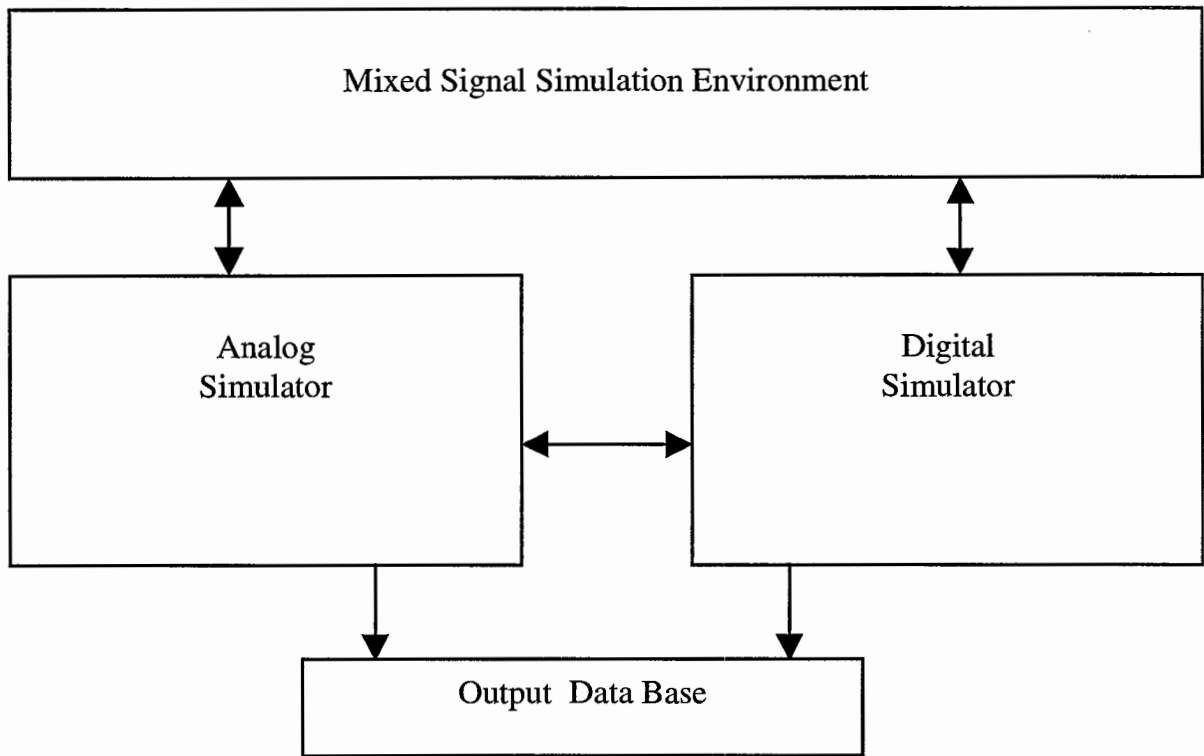 Mixed Signal Simulation Environment
Analog
Simulator
Digital
Simulator
Output Data Base